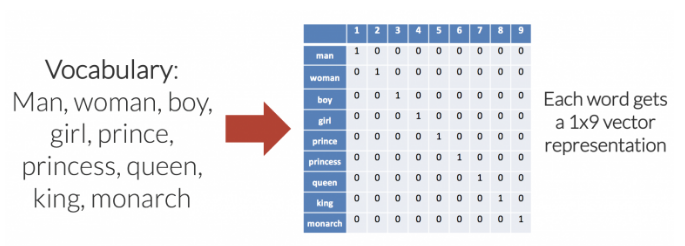 Vocabulary:
Man, woman, boy,
girl, prince,
princess, queen,
king, monarch
1 2 3 4 5 6 7 8 9
man 1 0 0 0 0 0 0 0 0
woman 0 1 0 0 0 0 0 0 0
boy 0 0 1 0 0 0 0 0 0
girl 0 0 0 1 0 0 0 0 0
prince 0 0 0 0 1 0 0 0 0
princess 0 0 0 0 0 1 0 0 0
queen 0 0 0 0 0 0 1 0 0
king 0 0 0 0 0 0 0 1 0
monarch 0 0 0 0 0 0 0 0 1
Each word gets
a 1x9 vector
representation